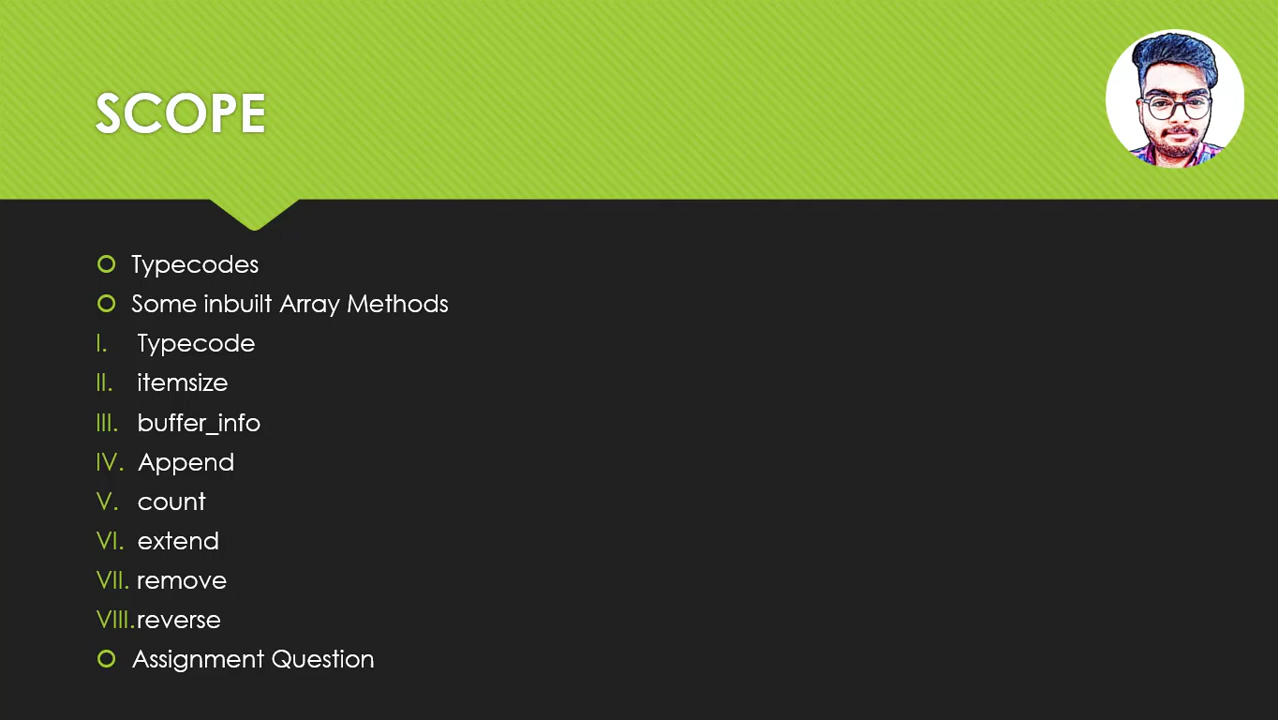 SCOPE
Typecodes
Some inbuilt Array Methods
I. Typecode
II. itemsize
III. buffer_info
IV. Append
V. count
VI. extend
VII. remove
VIII. reverse
Assignment Question